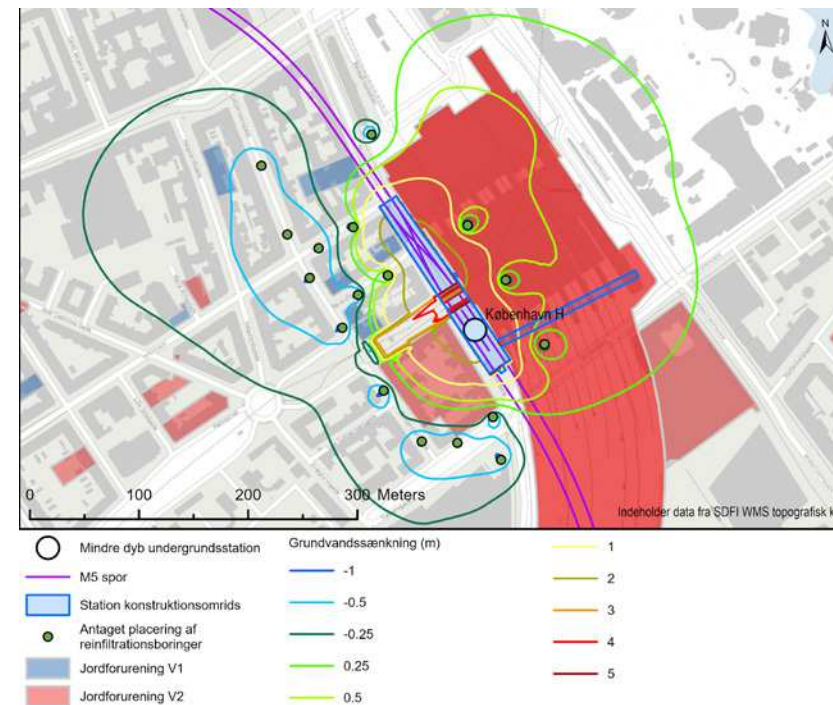 N
København H
0 100 200 300 Meters
Indeholder data fra SDFI WMS topografisk k
Mindre dyb undergrundsstation
M5 spor
Station konstruktionsomrids
Antaget placering af
reinfiltrationsboringer
Jordforurening V1
Jordforurening V2
Grundvandssænkning (m)
-1
-0.5
-0.25
0.25
0.5
1
2
3
4
5